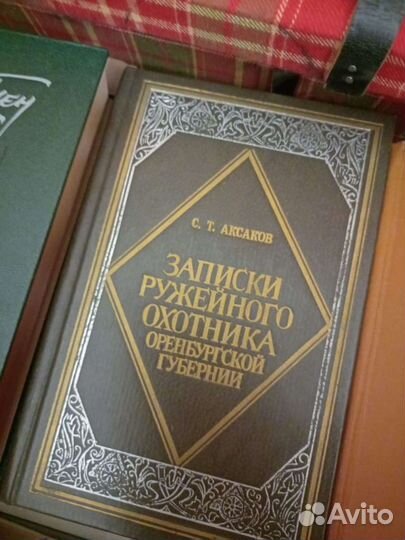 С. Т. АКСАКОВ
ЗАПИСКИ
РУЖЕЙНОГО
ОХОТНИКА
ОРЕНБУРГСКОЙ
ГУБЕРНИИ
Avito